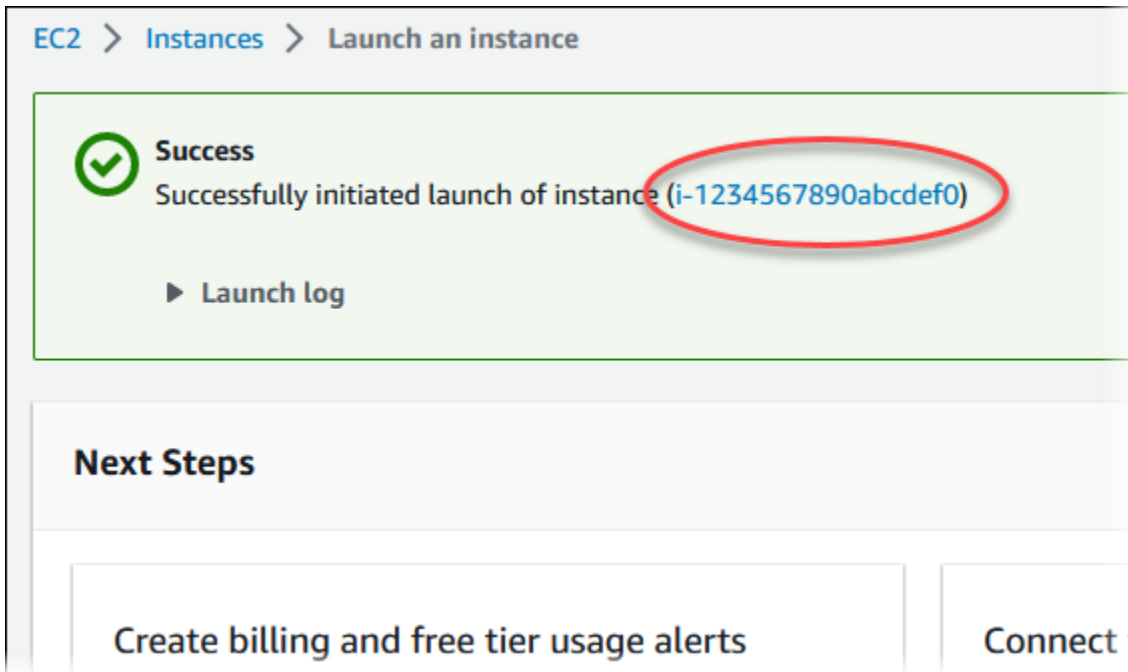 EC2 > Instances > Launch an instance
Success
Successfully initiated launch of instance (i-1234567890abcdef0)
▶ Launch log
Next Steps
Create billing and free tier usage alerts
Connect